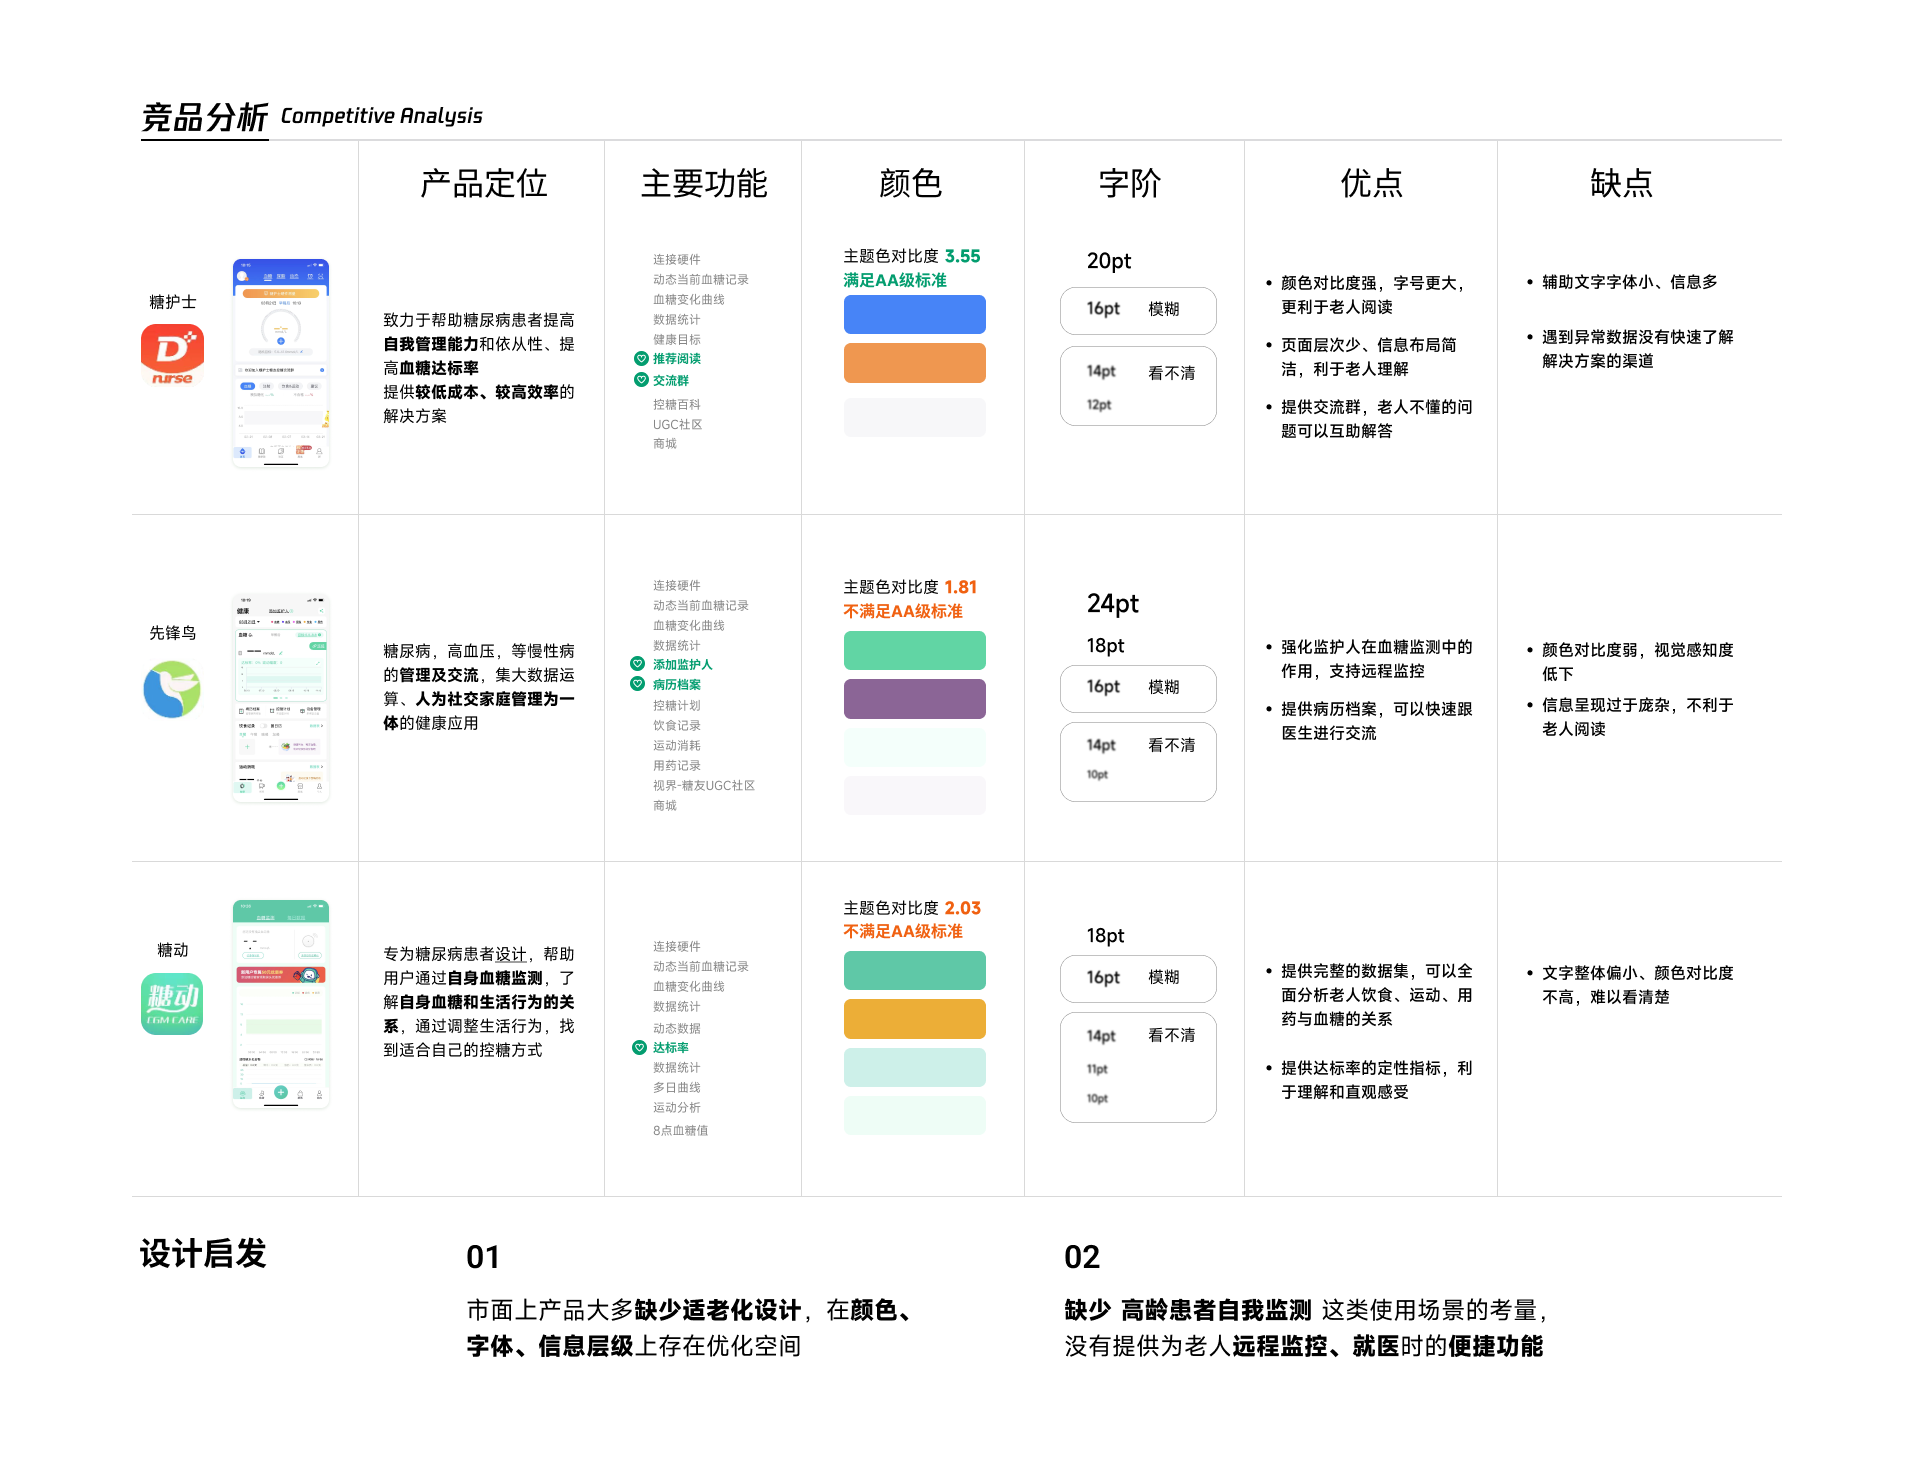 竞品分析 Competitive Analysis
产品定位
主要功能
颜色
字阶
优点
缺点
糖护士
D
nurse
致力于帮助糖尿病患者提高
自我管理能力和依从性、提
高血糖达标率
提供较低成本、较高效率的
解决方案
连接硬件
动态当前血糖记录
血糖变化曲线
数据统计
健康目标
推荐阅读
交流群
控糖百科
UGC社区
商城
主题色对比度 3.55
满足AA级标准
20pt
16pt 模糊
14pt 看不清
12pt
• 颜色对比度强，字号更大，
更利于老人阅读
• 页面层次少、信息布局简
洁，利于老人理解
• 提供交流群，老人不懂的问
题可以互助解答
• 辅助文字字体小、信息多
• 遇到异常数据没有快速了解
解决方案的渠道
先锋鸟
健康
糖尿病，高血压，等慢性病
的管理及交流，集大数据运
算、人为社交家庭管理为一
体的健康应用
连接硬件
动态当前血糖记录
血糖变化曲线
数据统计
添加监护人
病历档案
控糖计划
饮食记录
运动消耗
用药记录
视界-糖友UGC社区
商城
主题色对比度 1.81
不满足AA级标准
24pt
18pt
16pt 模糊
14pt 看不清
10pt
• 强化监护人在血糖监测中的
作用，支持远程监控
• 提供病历档案，可以快速跟
医生进行交流
• 颜色对比度弱，视觉感知度
低下
• 信息呈现过于庞杂，不利于
老人阅读
糖动
糖动
CGM CARE
专为糖尿病患者设计，帮助
用户通过自身血糖监测，了
解自身血糖和生活行为的关
系，通过调整生活行为，找
到适合自己的控糖方式
连接硬件
动态当前血糖记录
血糖变化曲线
数据统计
动态数据
达标率
数据统计
多日曲线
运动分析
8点血糖值
主题色对比度 2.03
不满足AA级标准
18pt
16pt 模糊
14pt 看不清
11pt
10pt
• 提供完整的数据集，可以全
面分析老人饮食、运动、用
药与血糖的关系
• 提供达标率的定性指标，利
于理解和直观感受
• 文字整体偏小、颜色对比度
不高，难以看清楚
设计启发
01
市面上产品大多缺少适老化设计，在颜色、
字体、信息层级上存在优化空间
02
缺少 高龄患者自我监测 这类使用场景的考量，
没有提供为老人远程监控、就医时的便捷功能